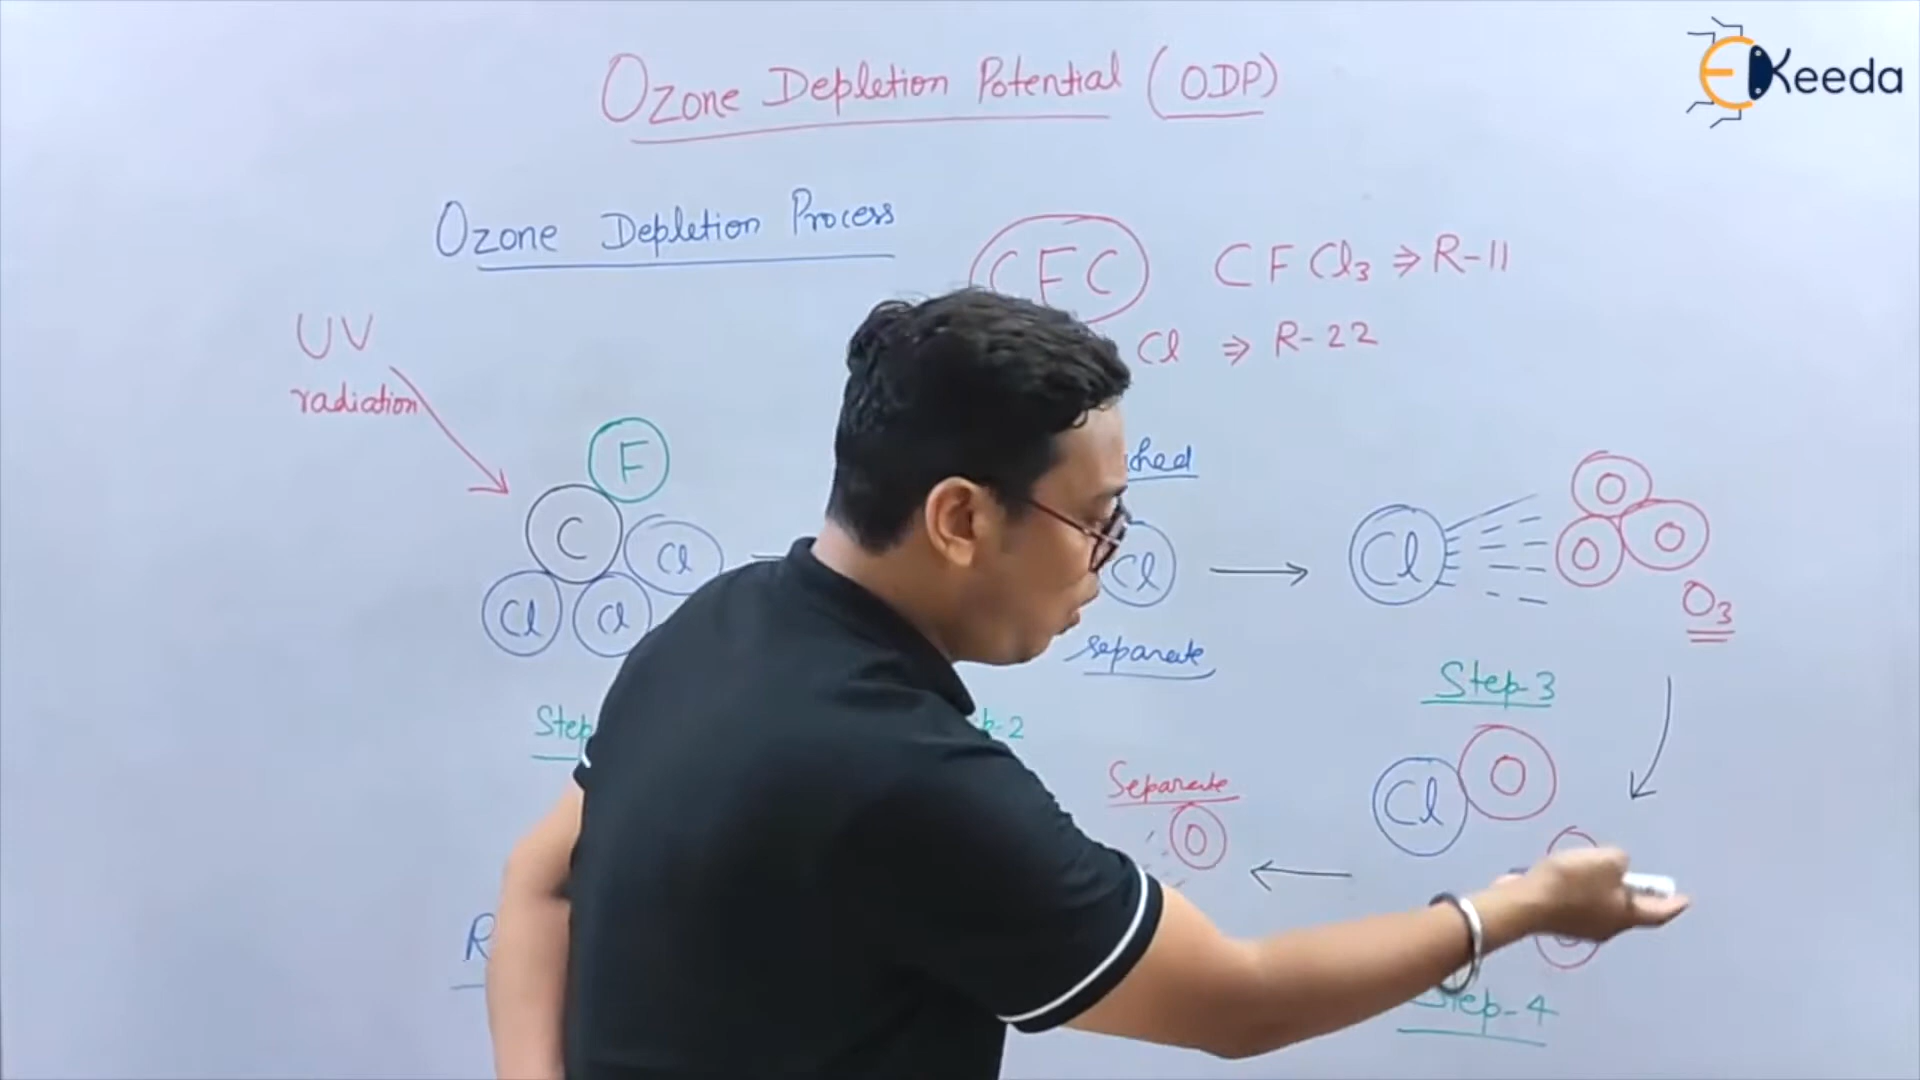 Ozone Depletion Potential (ODP)
EKeeda
Ozone Depletion Process
CFC
CFCl₃ ⇒ R-11
Cl ⇒ R-22
UV
radiation
F
C
Cl
Cl
Cl
Cl
separate
Cl
O
O
O
O₃
Step-3
Separate
O
Cl
O
Step-4